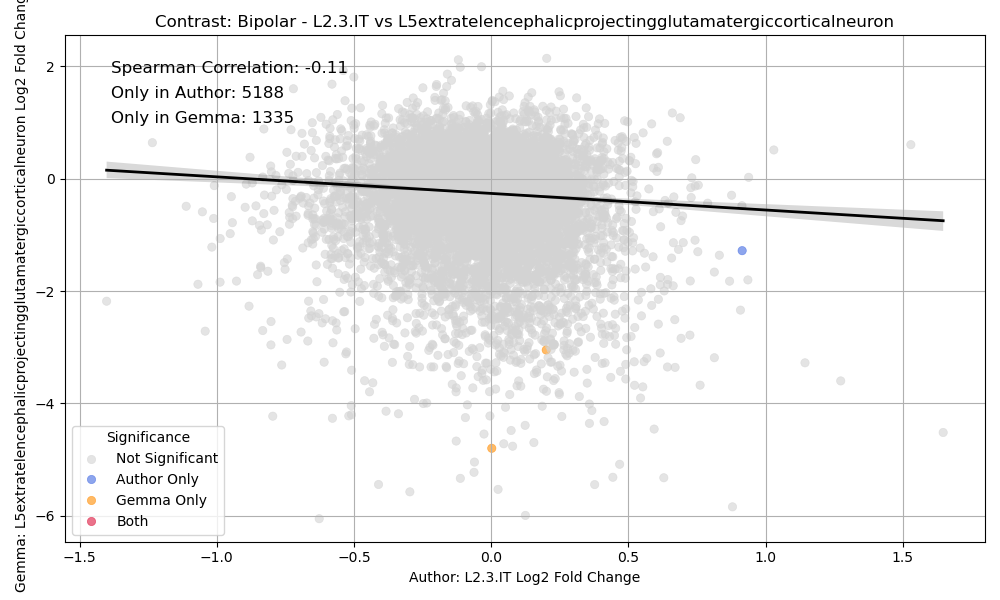 Contrast: Bipolar - L2.3.IT vs L5extratelencephalicprojectingglutamatergiccorticalneuron
Gemma: L5extratelencephalicprojectingglutamatergiccorticalneuron Log2 Fold Chang
2
0
−2
−4
−6
Spearman Correlation: -0.11
Only in Author: 5188
Only in Gemma: 1335
Significance
Not Significant
Author Only
Gemma Only
Both
−1.5
−1.0
−0.5
0.0
0.5
1.0
1.5
Author: L2.3.IT Log2 Fold Change